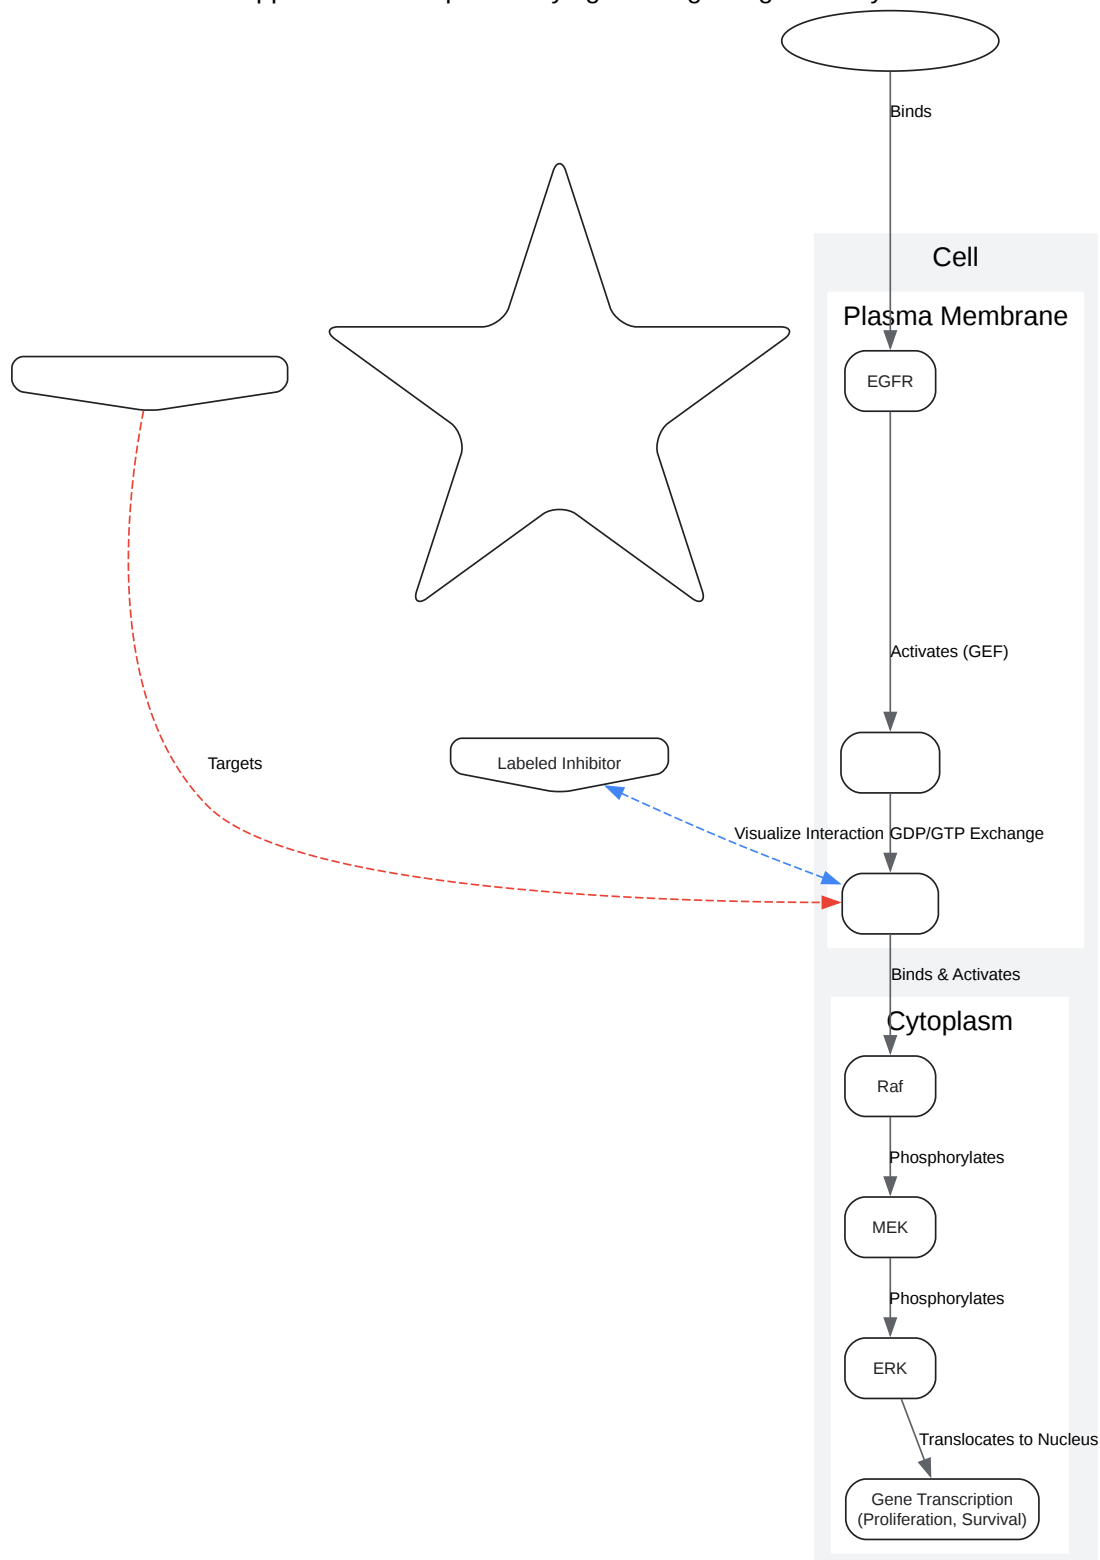 Binds
Cell
Plasma Membrane
EGFR
Activates (GEF)
Targets
Labeled Inhibitor
Visualize Interaction
GDP/GTP Exchange
Binds & Activates
Cytoplasm
Raf
Phosphorylates
MEK
Phosphorylates
ERK
Translocates to Nucleus
Gene Transcription
(Proliferation, Survival)